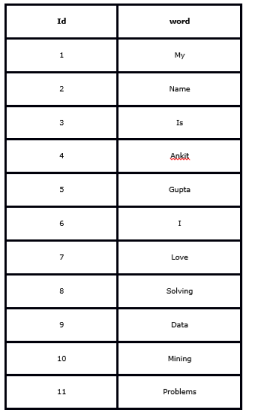 Id word
1 My
2 Name
3 Is
4 Ankit
5 Gupta
6 I
7 Love
8 Solving
9 Data
10 Mining
11 Problems